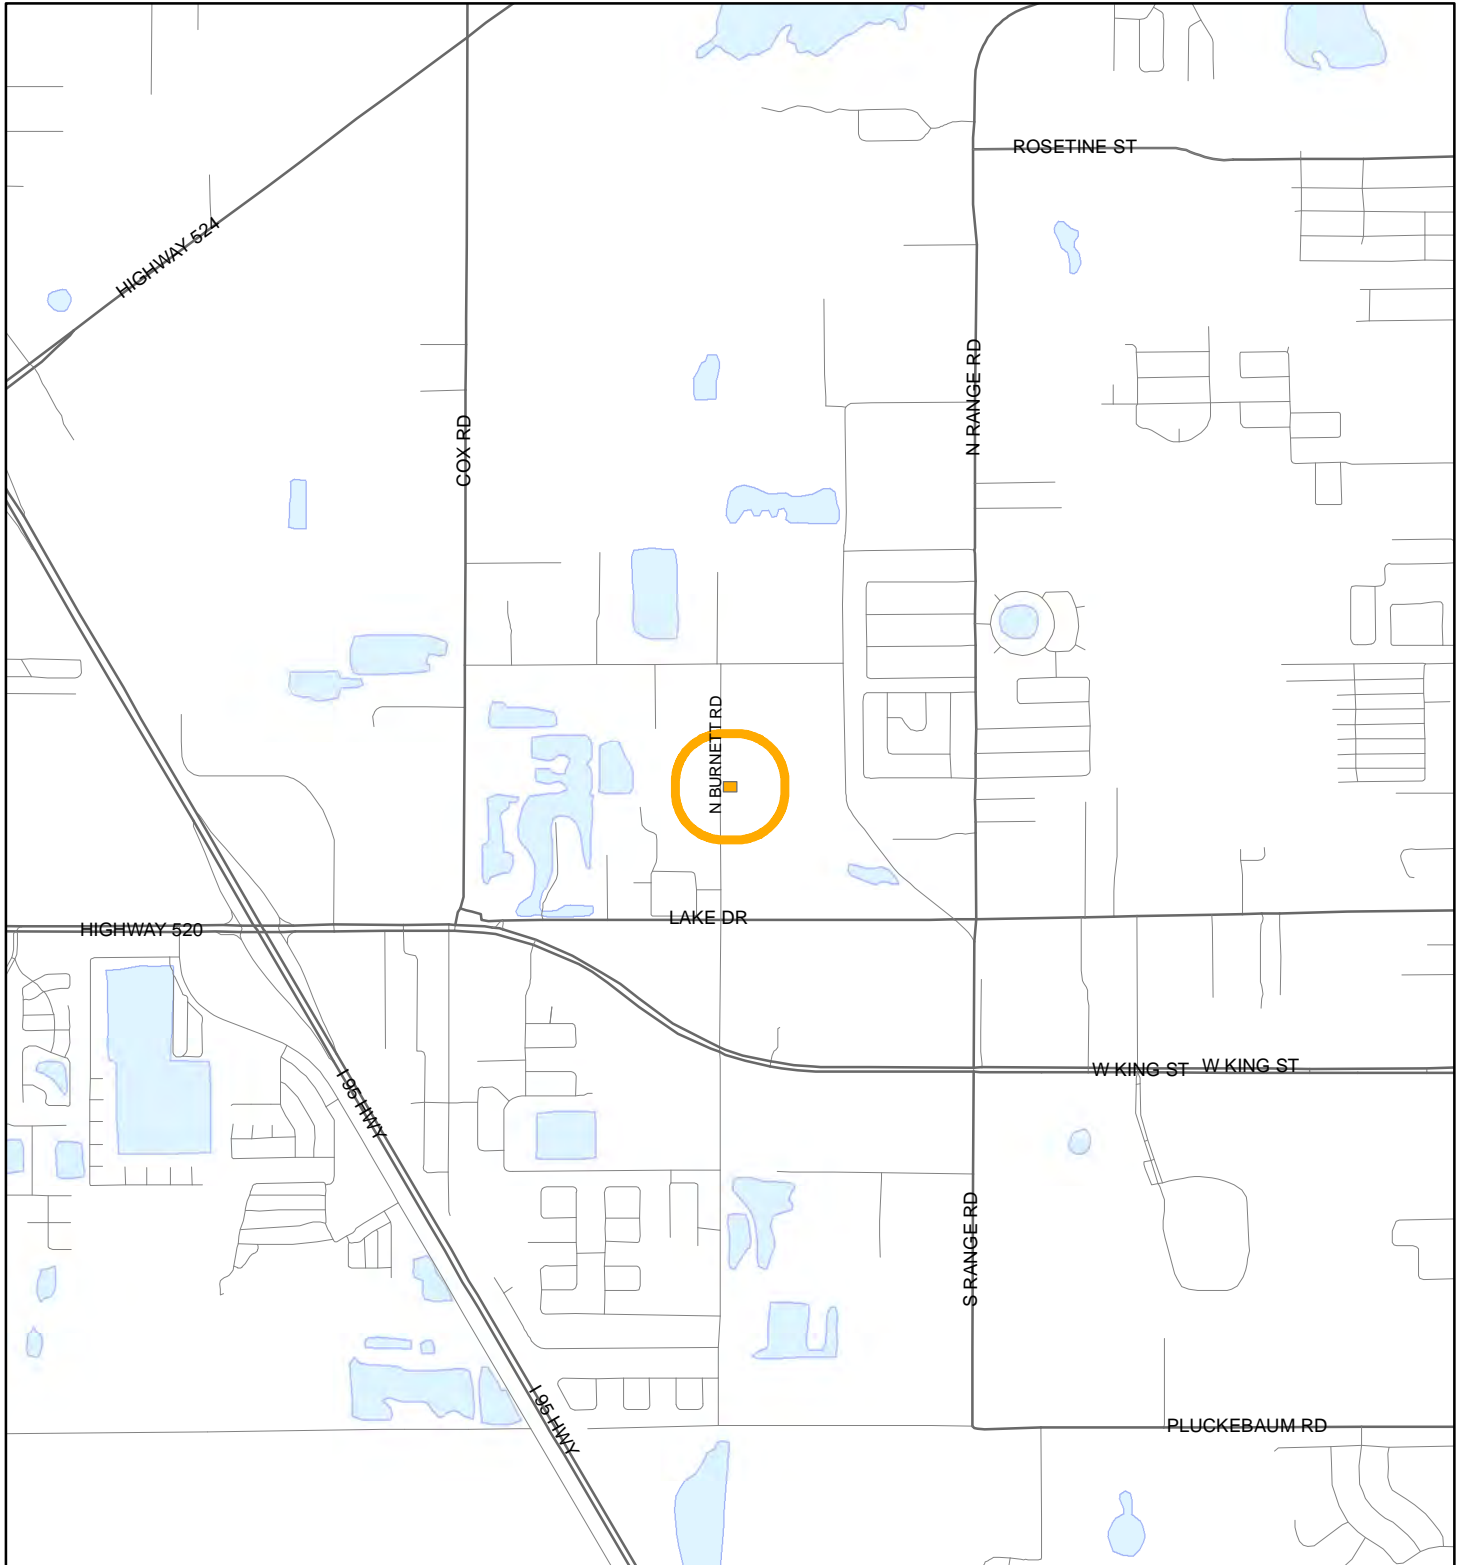 ROSETINE ST
HIGHWAY 524
N RANGE RD
COX RD
N BURNETT RD
LAKE DR
HIGHWAY 520
W KING ST
W KING ST
I 95 HWY
S RANGE RD
I 95 HWY
PLUCKEBAUM RD